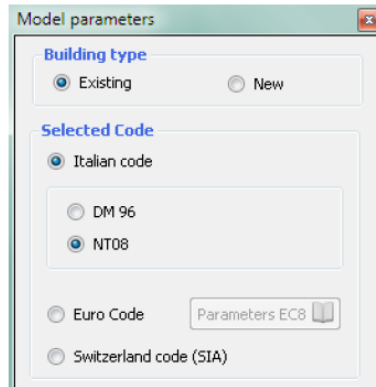 Model parameters
Building type
Existing New
Selected Code
Italian code
DM 96
NT08
Euro Code Parameters EC8
Switzerland code (SIA)